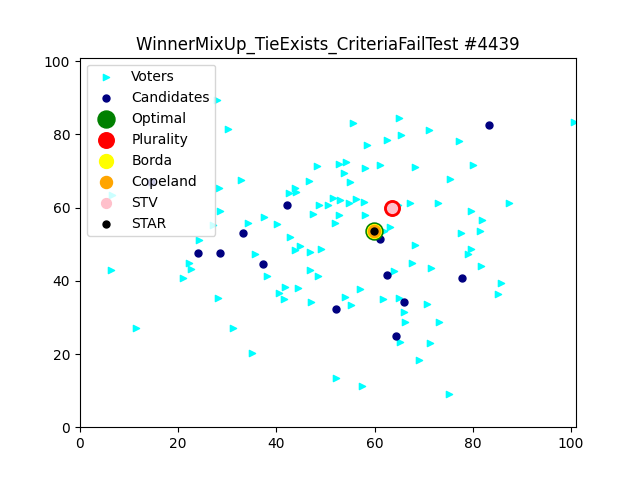 WinnerMixUp_TieExists_CriteriaFailTest #4439
100
80
60
40
20
0
0
20
40
60
80
100
Voters
Candidates
Optimal
Plurality
Borda
Copeland
STV
STAR